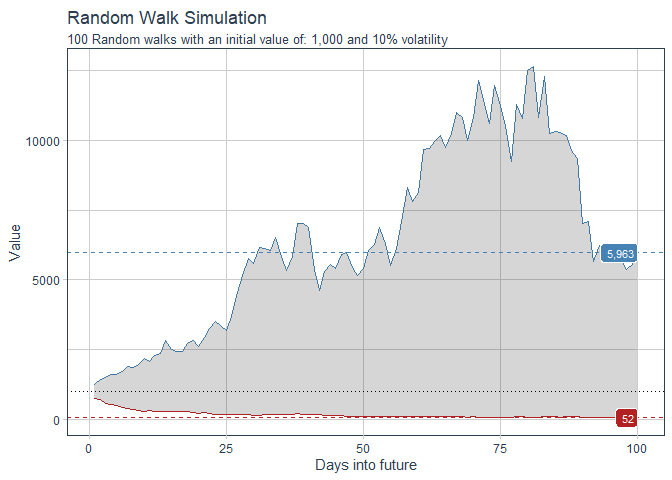 Random Walk Simulation
100 Random walks with an initial value of: 1,000 and 10% volatility
Value
10000
5000
0
5,963
52
0
25
50
75
100
Days into future